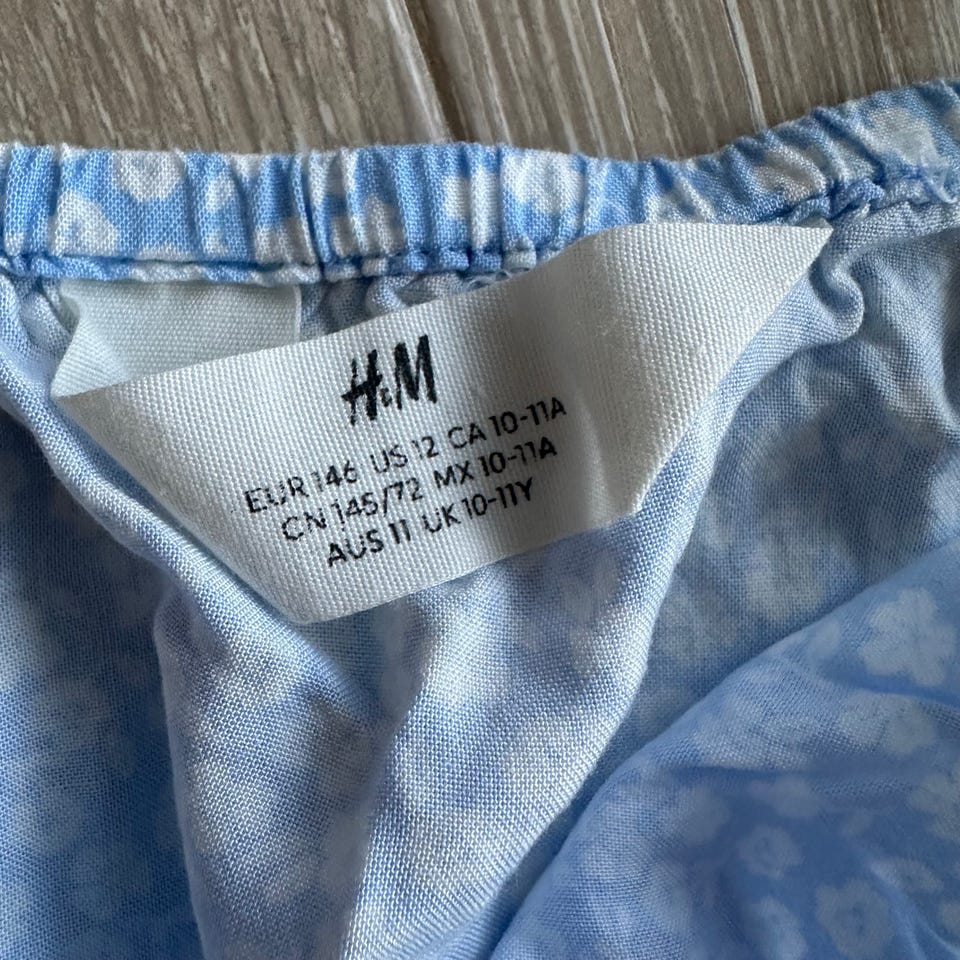 H&M
EUR 146 US 12 CA 10-11A
CN 145/72 MX 10-11A
AUS 11 UK 10-11Y